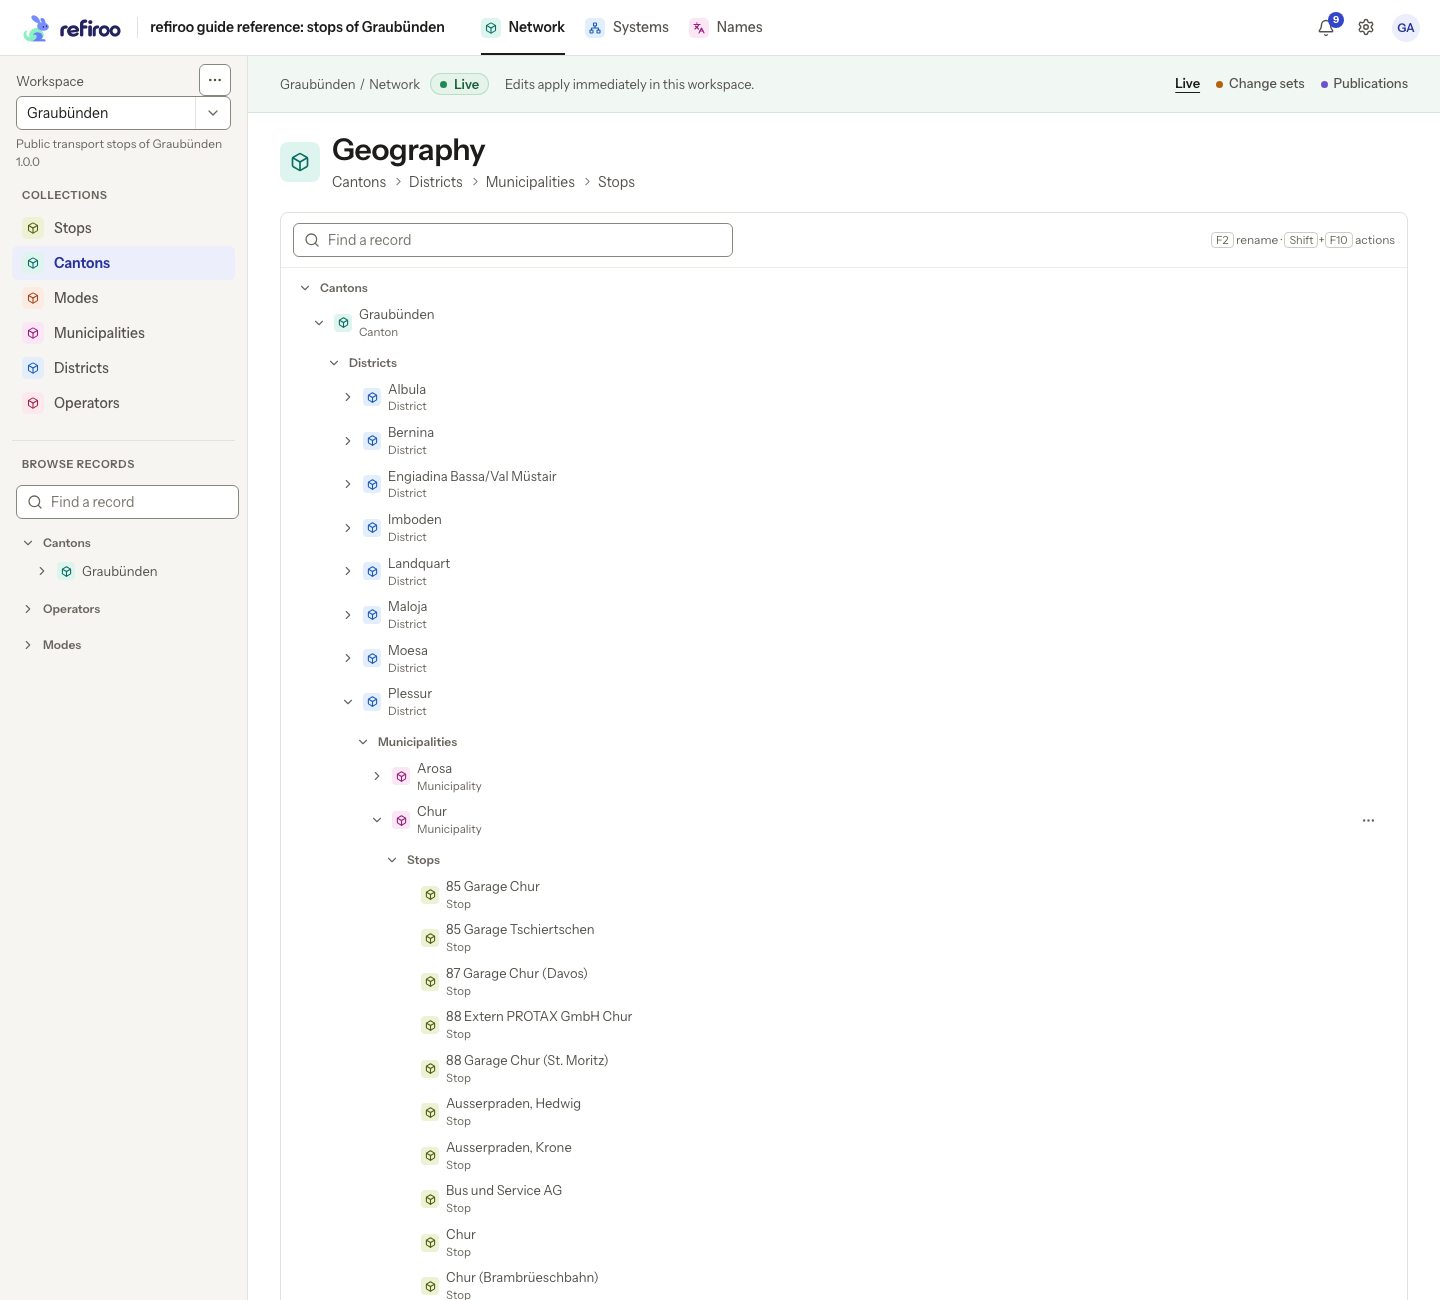 refiroo
refiroo guide reference: stops of Graubünden
Network
Systems
Names
9
GA
Workspace
Graubünden
Public transport stops of Graubünden
1.0.0
COLLECTIONS
Stops
Cantons
Modes
Municipalities
Districts
Operators
BROWSE RECORDS
Find a record
Cantons
Graubünden
Operators
Modes
Graubünden / Network
Live
Edits apply immediately in this workspace.
Live
Change sets
Publications
Geography
Cantons > Districts > Municipalities > Stops
Find a record
F2 rename · Shift + F10 actions
Cantons
Graubünden
Canton
Districts
Albula
District
Bernina
District
Engiadina Bassa/Val Müstair
District
Imboden
District
Landquart
District
Maloja
District
Moesa
District
Plessur
District
Municipalities
Arosa
Municipality
Chur
Municipality
Stops
85 Garage Chur
Stop
85 Garage Tschiertschen
Stop
87 Garage Chur (Davos)
Stop
88 Extern PROTAX GmbH Chur
Stop
88 Garage Chur (St. Moritz)
Stop
Ausserpraden, Hedwig
Stop
Ausserpraden, Krone
Stop
Bus und Service AG
Stop
Chur
Stop
Chur (Brambrüeschbahn)
Stop